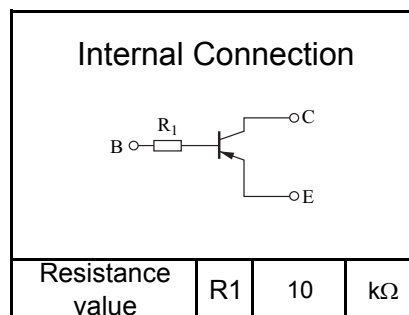 Internal Connection
R1
C
B
E
Resistance value R1 10 kΩ